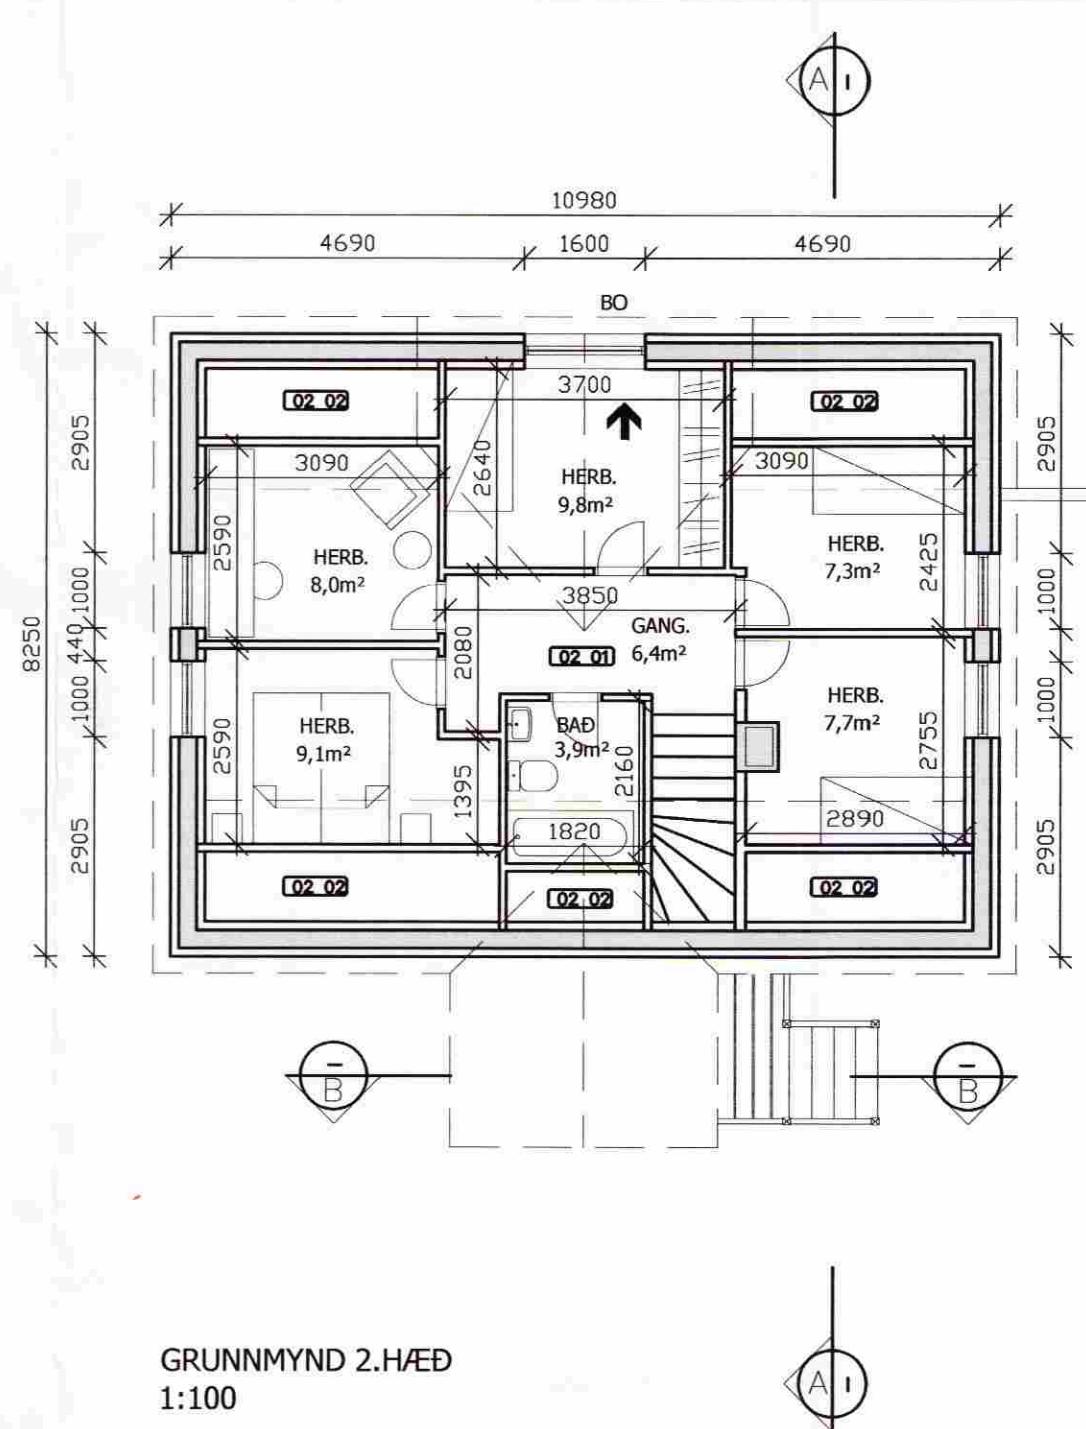 A
10980
4690 1600 4690
BO
02 02
3700
02 02
2905
2905
3090
2640
HERB.
9,8m²
3090
2590
HERB.
8,0m²
HERB.
7,3m²
2425
1000
1000
3850
GANG.
6,4m²
8250
440
2080
02 01
1000
2590
HERB.
9,1m²
BAÐ
3,9m²
HERB.
7,7m²
2755
1000
1395
2160
1820
2890
2905
2905
02 02
02 02
02 02
B
B
GRUNNMYND 2.HÆÐ
1:100
A